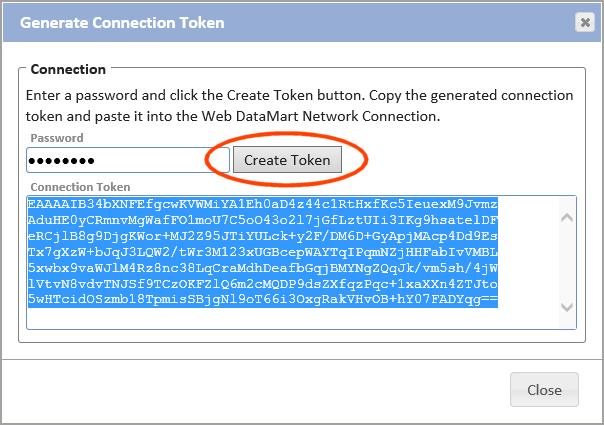 Generate Connection Token
Connection
Enter a password and click the Create Token button. Copy the generated connection
token and paste it into the Web DataMart Network Connection.
Password
●●●●●●●● Create Token
Connection Token
EAAAAIB34bXNFEfgcwKVWMiYA1Eh0aD4z44c1RtHxfKc5IeuexM9Jvmz
AduHE0yCRmnvMgWafFO1moU7C5oO43o2l7jGfLztUIi3IKg9hsatelDF
eRCjlB8g9DjgKWor+MJ2Z95JTiYULck+y2F/DM6D+GyApjMAcp4Dd9Es
Tx7gXzW+bJqJ3LQW2/tWr3M123xUGBcepWAYTqIPqmNZjHHFabIvVMBL
5xwbx9vaWJlM4Rz8nc38LqCraMdhDeafbGqjBMYNgZQqJk/vm5sh/4jW
lVtvN8vdvTNJSf9TCzOKFZlQ6m2cMQDP9dsZXfqzPqc+1xaXXn4ZTJto
5wHTcidOSzmb18TpmisSBjgNl9oT66i3OxgRakVHvOB+hY07FADYqg==
Close